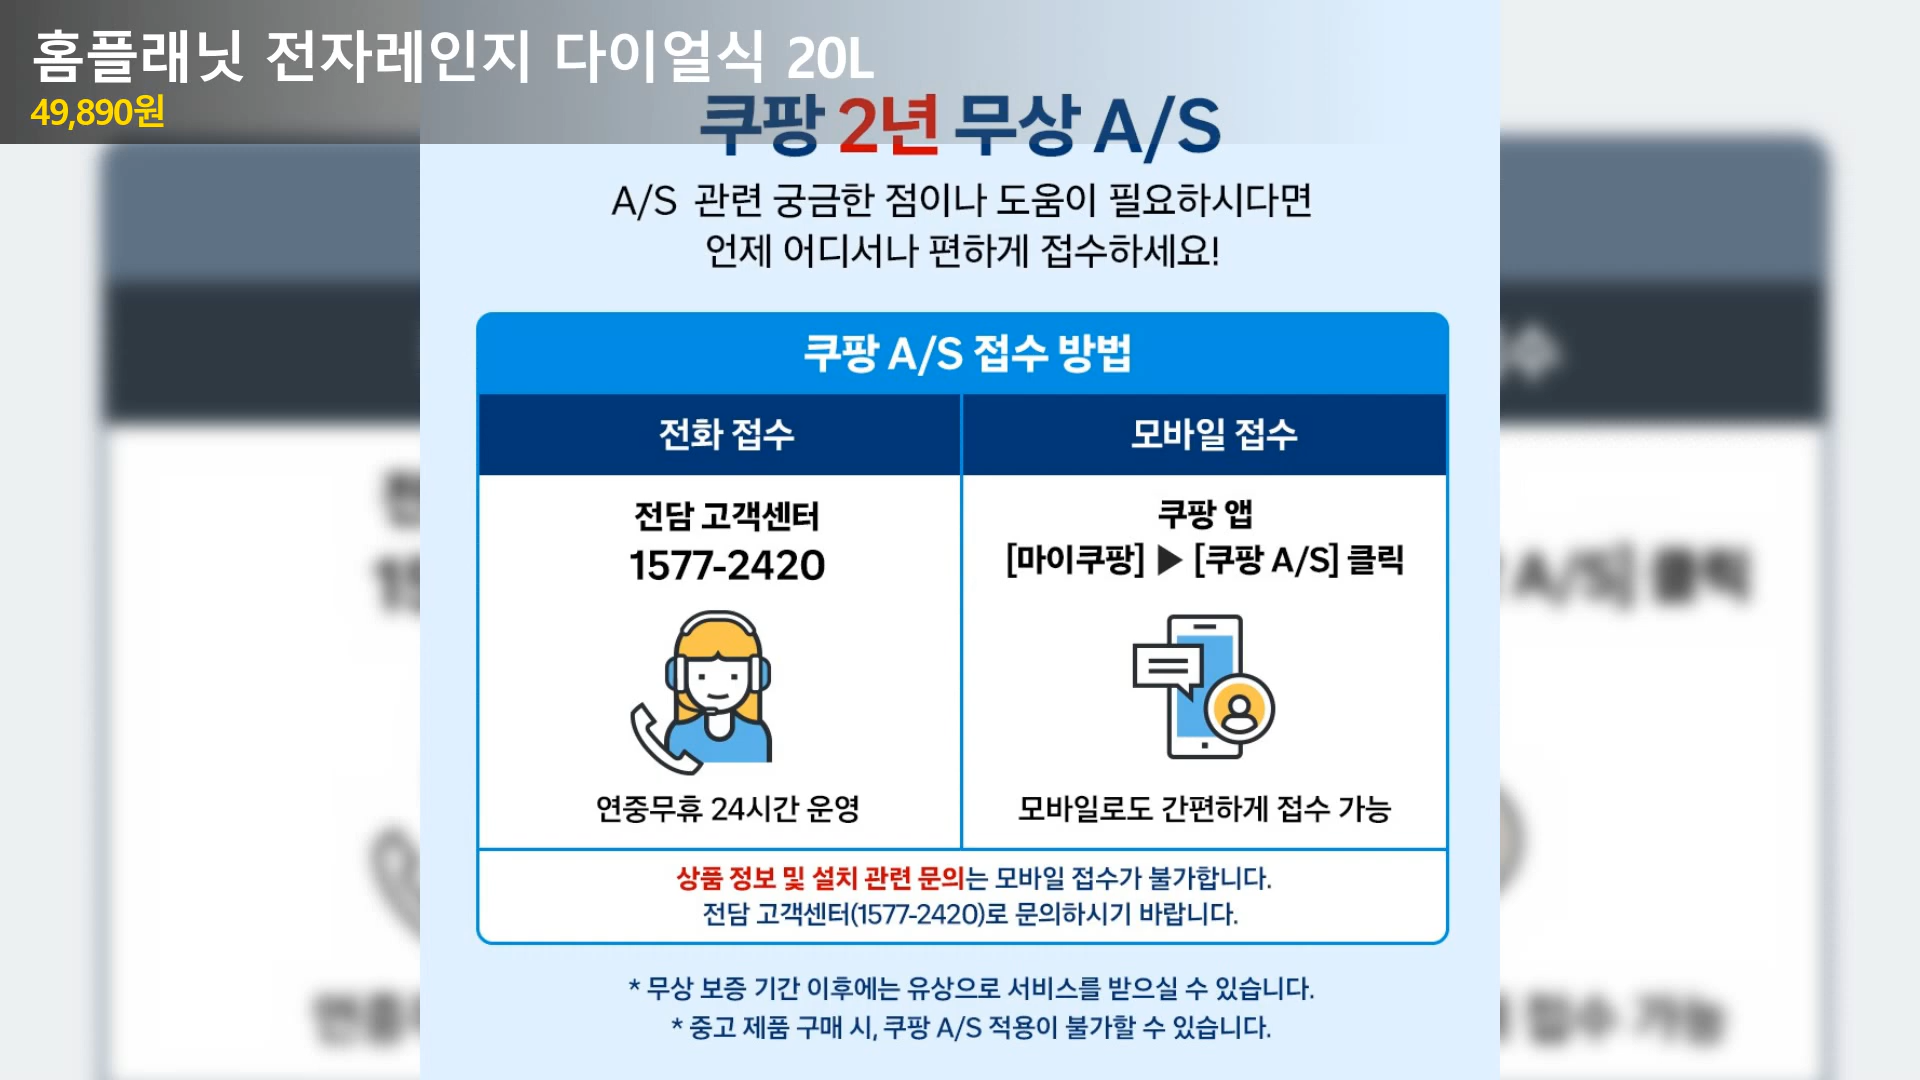 홈플래닛 전자레인지 다이얼식 20L
49,890원
쿠팡 2년 무상 A/S
A/S 관련 궁금한 점이나 도움이 필요하시다면
언제 어디서나 편하게 접수하세요!
쿠팡 A/S 접수 방법
전화 접수
전담 고객센터
1577-2420
연중무휴 24시간 운영
모바일 접수
쿠팡 앱
[마이쿠팡] ▶ [쿠팡 A/S] 클릭
모바일로도 간편하게 접수 가능
상품 정보 및 설치 관련 문의는 모바일 접수가 불가합니다.
전담 고객센터(1577-2420)로 문의하시기 바랍니다.
* 무상 보증 기간 이후에는 유상으로 서비스를 받으실 수 있습니다.
* 중고 제품 구매 시, 쿠팡 A/S 적용이 불가할 수 있습니다.
수
A/S] 클릭
연중
접수 가능